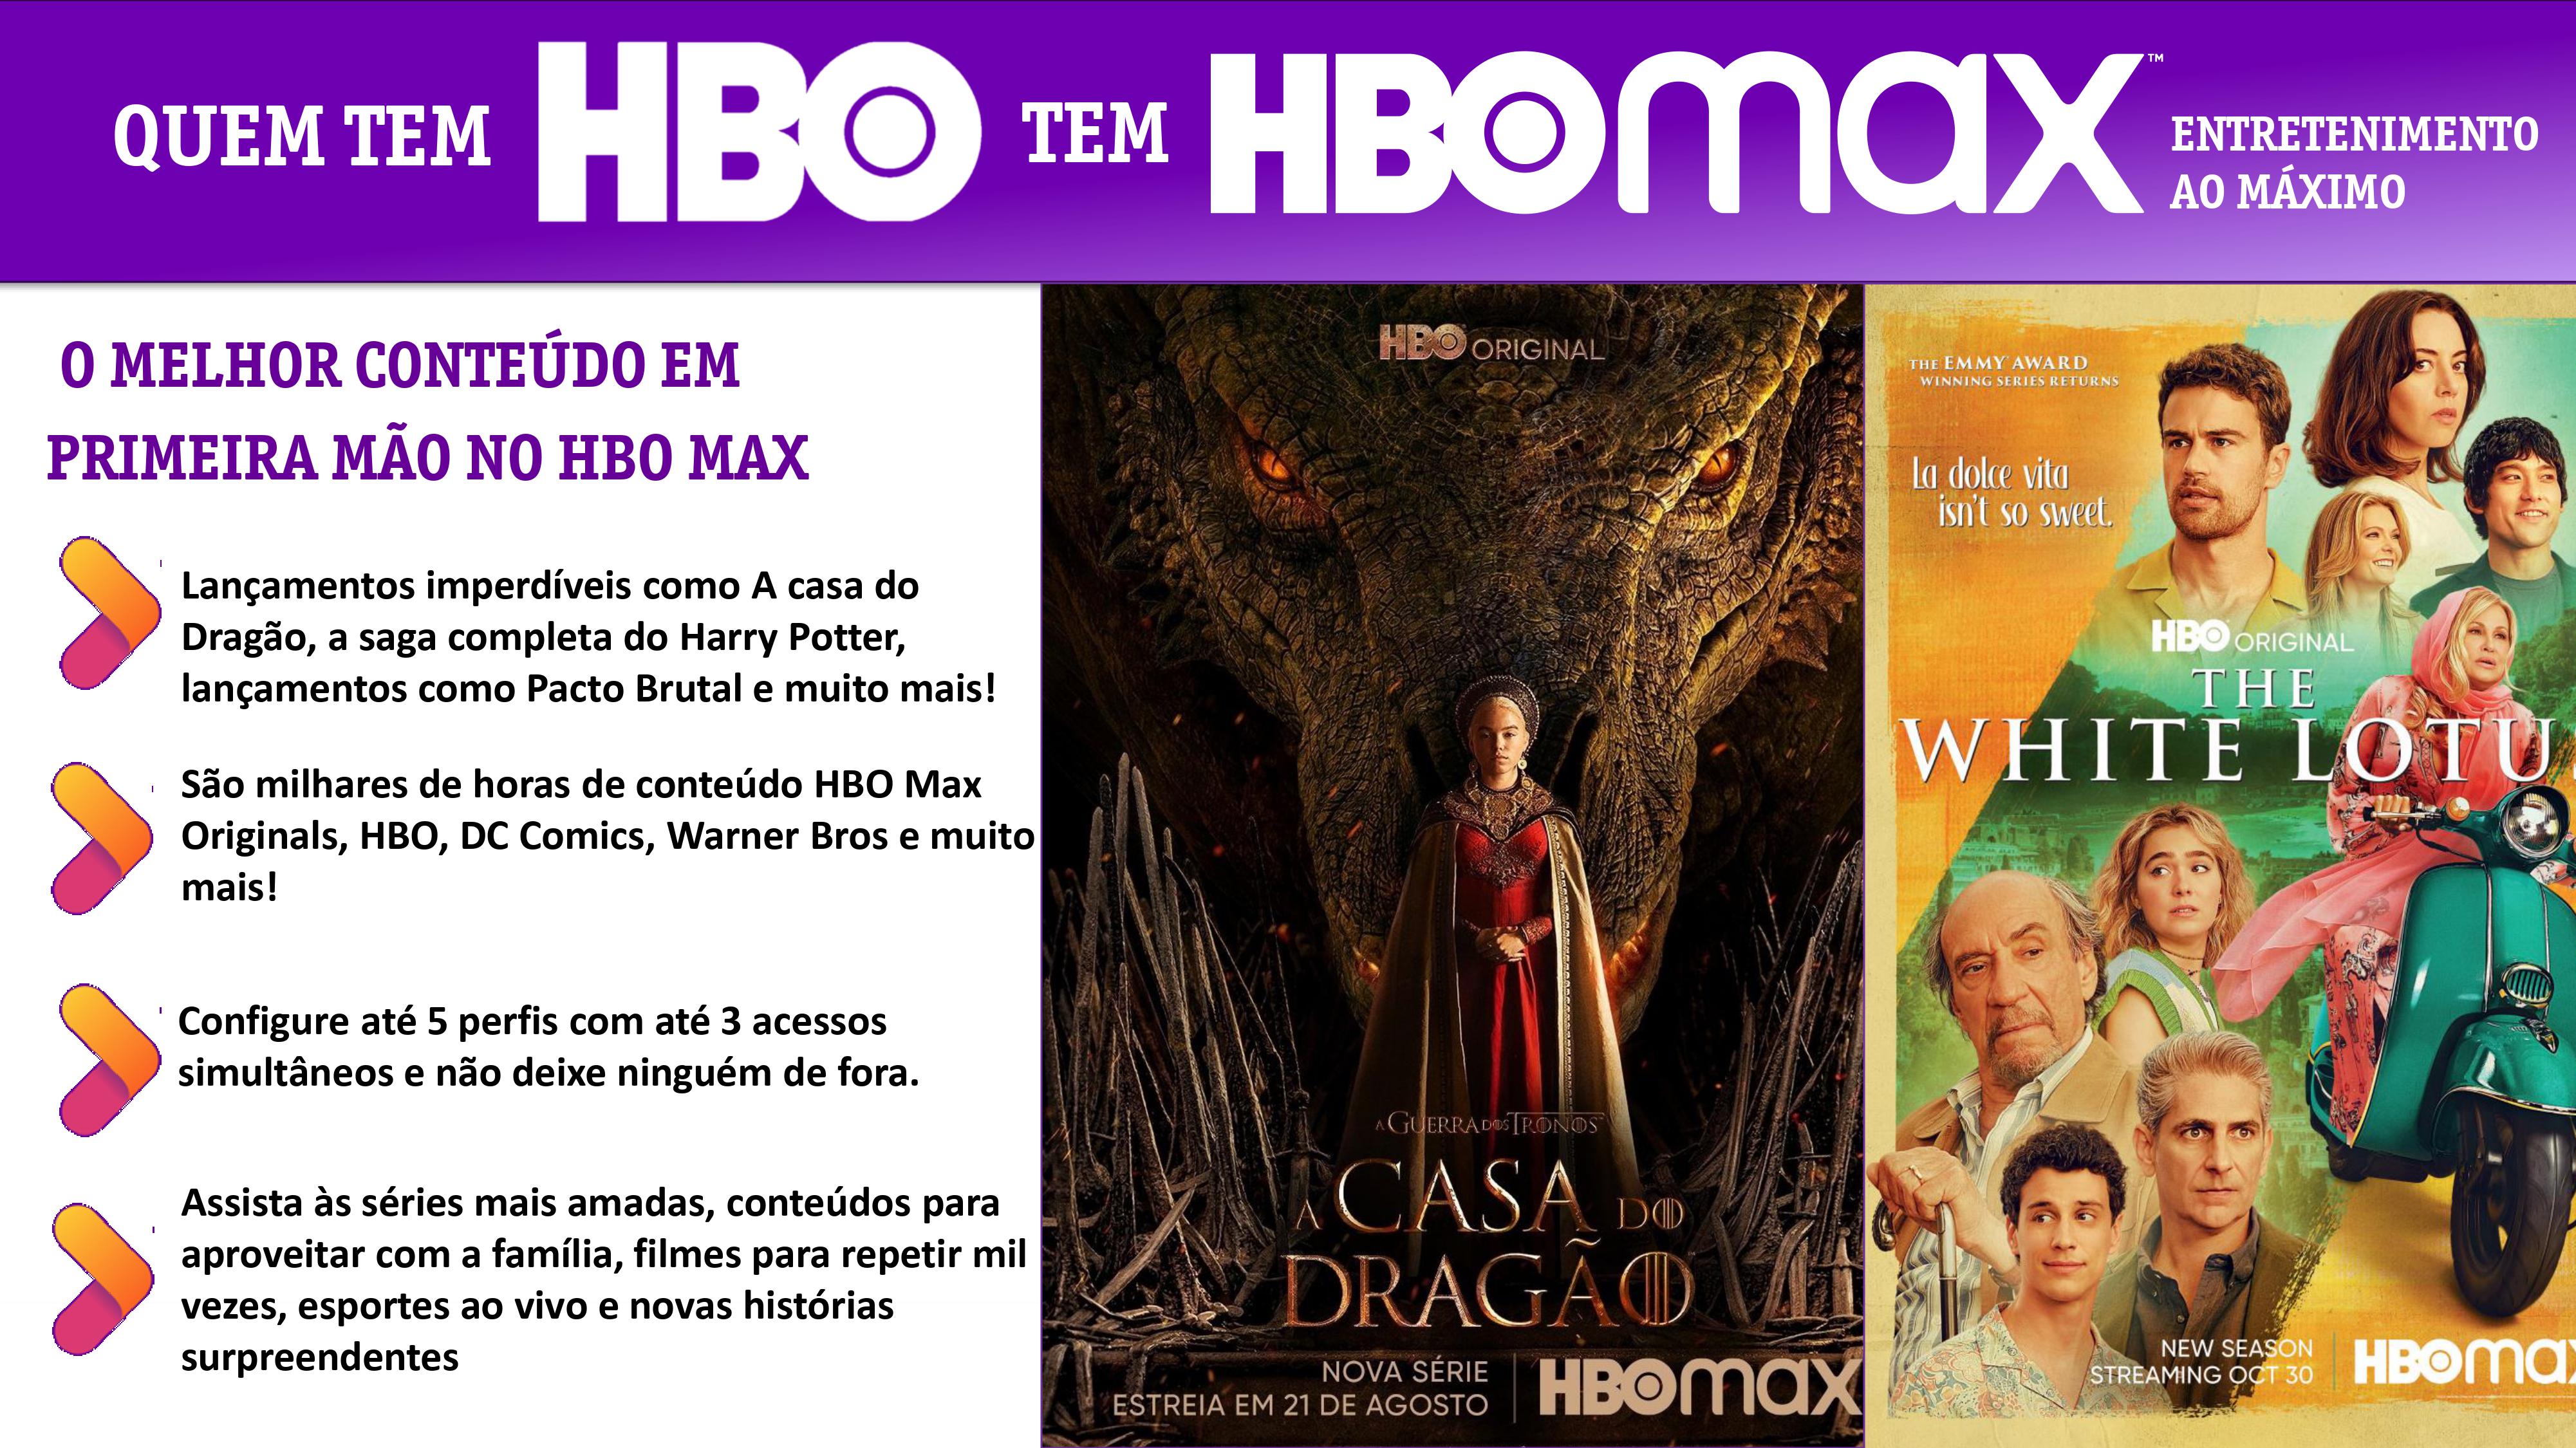 QUEM TEM HBO TEM HBOMAX™ ENTRETENIMENTO
AO MÁXIMO
O MELHOR CONTEÚDO EM
PRIMEIRA MÃO NO HBO MAX
Lançamentos imperdíveis como A casa do
Dragão, a saga completa do Harry Potter,
lançamentos como Pacto Brutal e muito mais!
São milhares de horas de conteúdo HBO Max
Originals, HBO, DC Comics, Warner Bros e muito
mais!
Configure até 5 perfis com até 3 acessos
simultâneos e não deixe ninguém de fora.
Assista às séries mais amadas, conteúdos para
aproveitar com a família, filmes para repetir mil
vezes, esportes ao vivo e novas histórias
surpreendentes
HBO ORIGINAL
A GUERRA DOS TRONOS
A CASA DO
DRAGÃO
NOVA SÉRIE
ESTREIA EM 21 DE AGOSTO
HBOmax
THE EMMY AWARD
WINNING SERIES RETURNS
La dolce vita
isn't so sweet.
HBO ORIGINAL
THE
WHITE LOTUS
NEW SEASON
STREAMING OCT 30
HBOmax